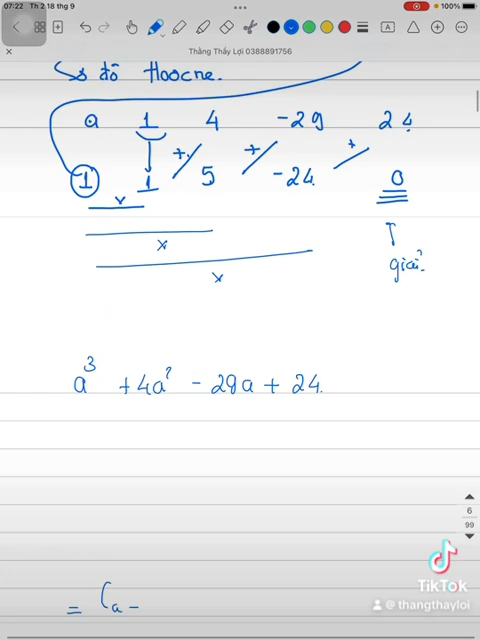 07:22 Th 2 18 thg 9
100%
Thằng Thầy Lợi 0388891756
Sơ đồ Hoocne.
a 1 4 -29 24
+ + +
1 1 5 -24 0
x
x
x
giải?
a³ + 4a² - 29a + 24.
= (a -
6
99
TikTok
@thangthayloi